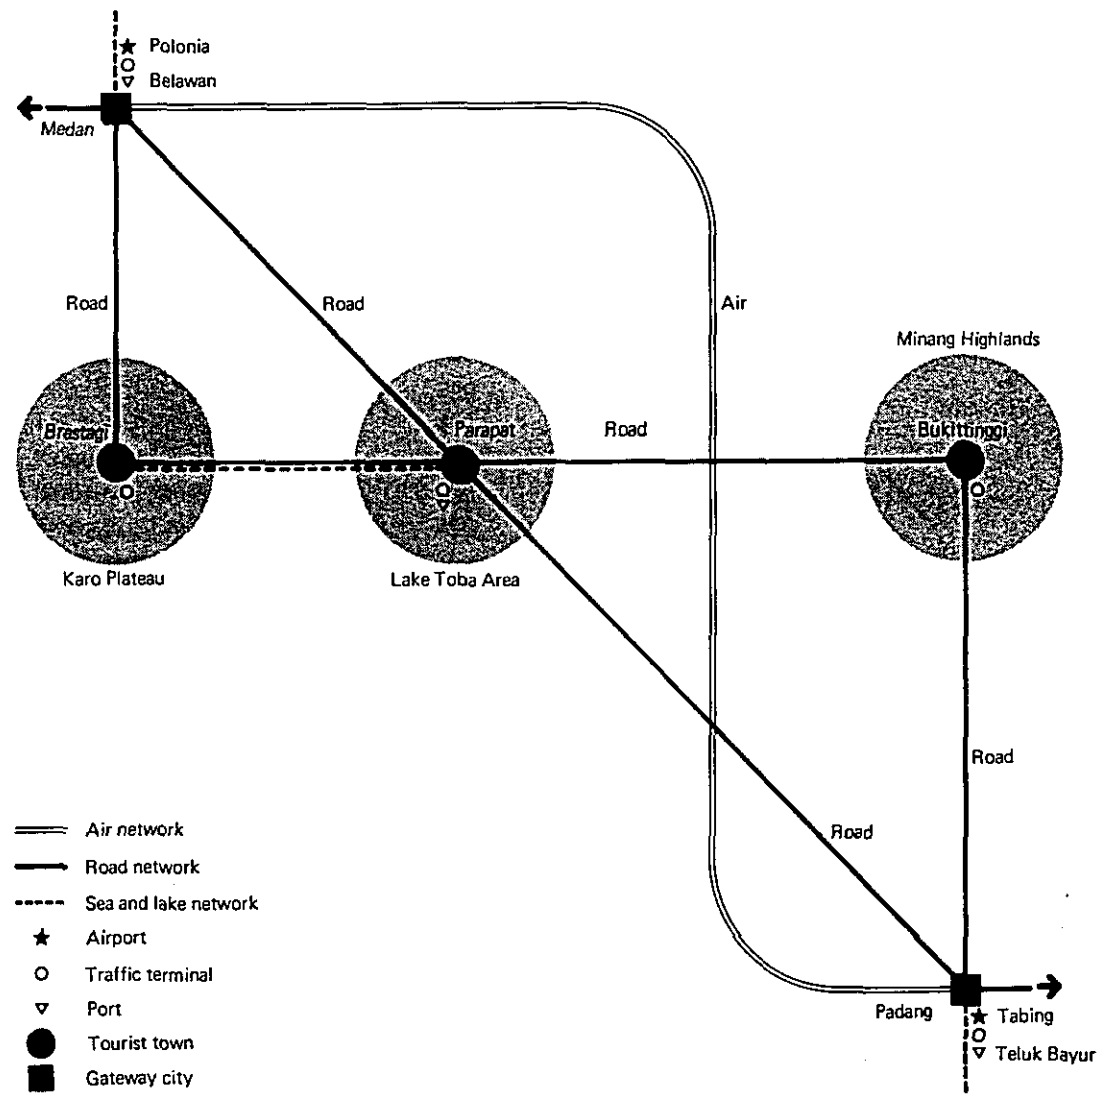 Polonia
Belawan
Medan
Road
Road
Air
Minang Highlands
Brastagi
Parapat
Road
Bukittinggi
Karo Plateau
Lake Toba Area
Road
Road
Air network
Road network
Sea and lake network
Airport
Traffic terminal
Port
Tourist town
Gateway city
Padang
Tabing
Teluk Bayur